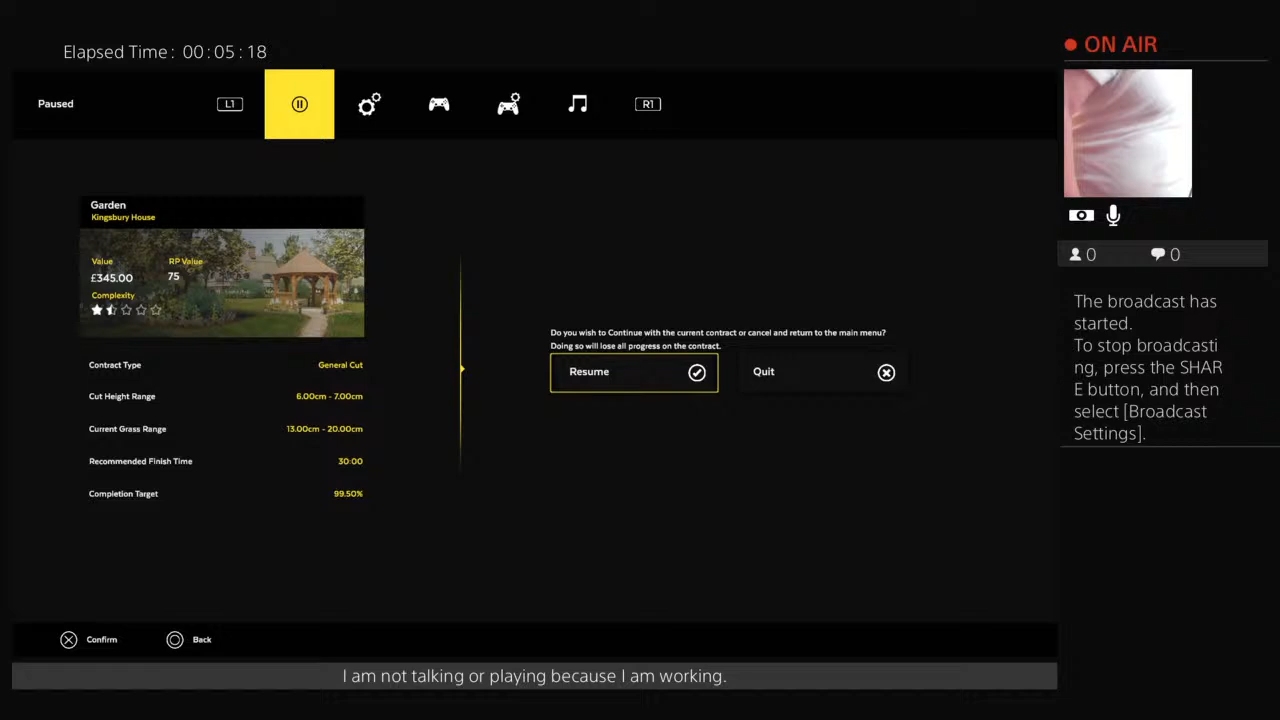 Elapsed Time: 00:05:18
ON AIR
Paused
L1
R1
Garden
Kingsbury House
Value
RP Value
£345.00
75
Complexity
0
0
The broadcast has
started.
To stop broadcasti
ng, press the SHAR
E button, and then
select [Broadcast
Settings].
Contract Type
General Cut
Cut Height Range
6.00cm - 7.00cm
Current Grass Range
13.00cm - 20.00cm
Recommended Finish Time
30:00
Completion Target
99.50%
Do you wish to Continue with the current contract or cancel and return to the main menu?
Doing so will lose all progress on the contract.
Resume
Quit
Confirm
Back
I am not talking or playing because I am working.